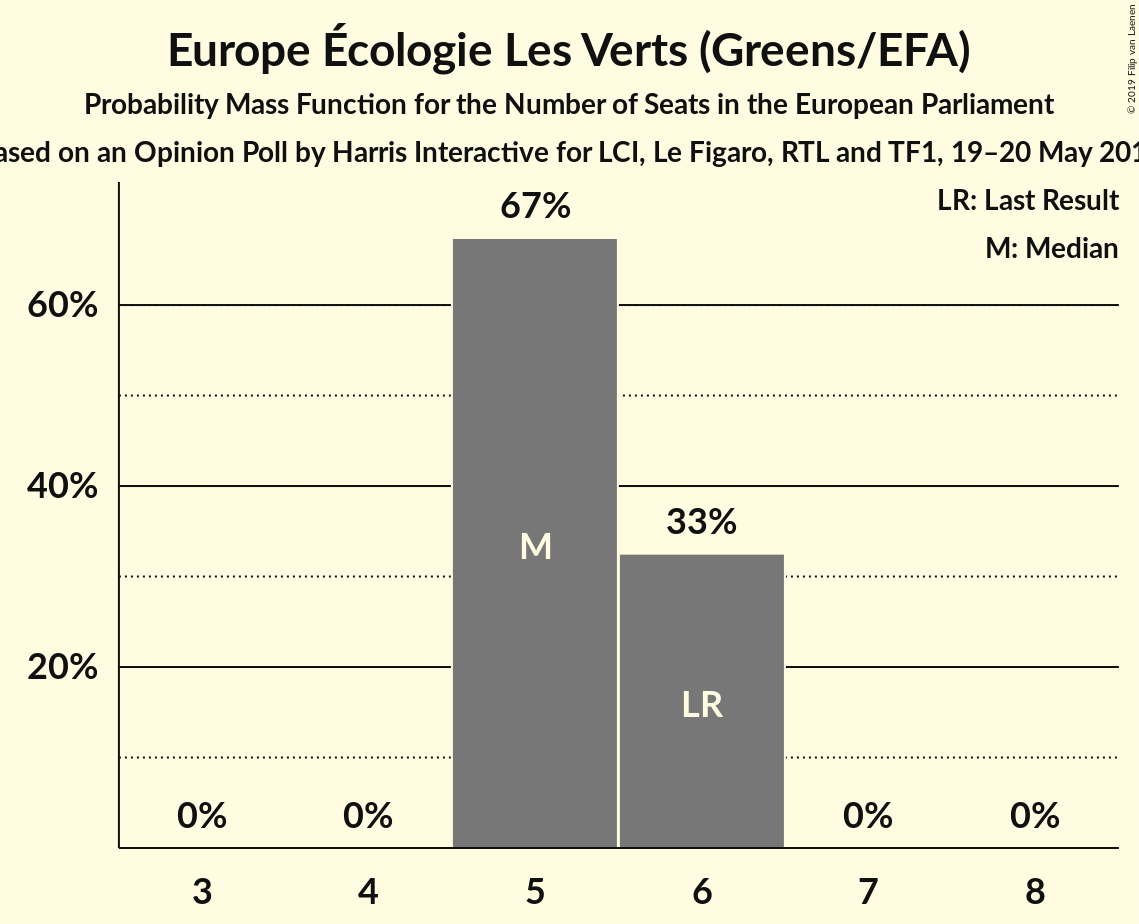 Europe Écologie Les Verts (Greens/EFA)
Probability Mass Function for the Number of Seats in the European Parliament
on an Opinion Poll by Harris Interactive for LCI, Le Figaro, RTL and TF1, 19–20 May
© 2019 Filip van Laenen
LR: Last Result
M: Median
67%
60%
40%
33%
M
20%
LR
0%
0%
0%
0%
3
4
5
6
7
8